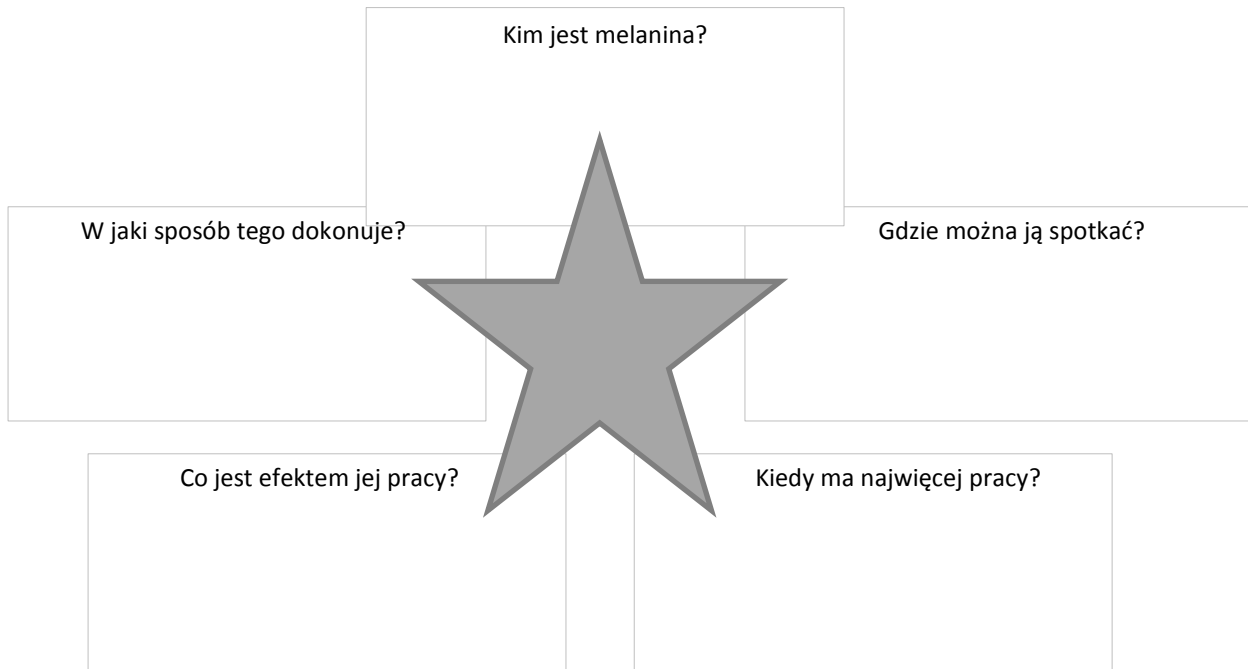 Kim jest melanina?
W jaki sposób tego dokonuje?
Gdzie można ją spotkać?
Co jest efektem jej pracy?
Kiedy ma najwięcej pracy?